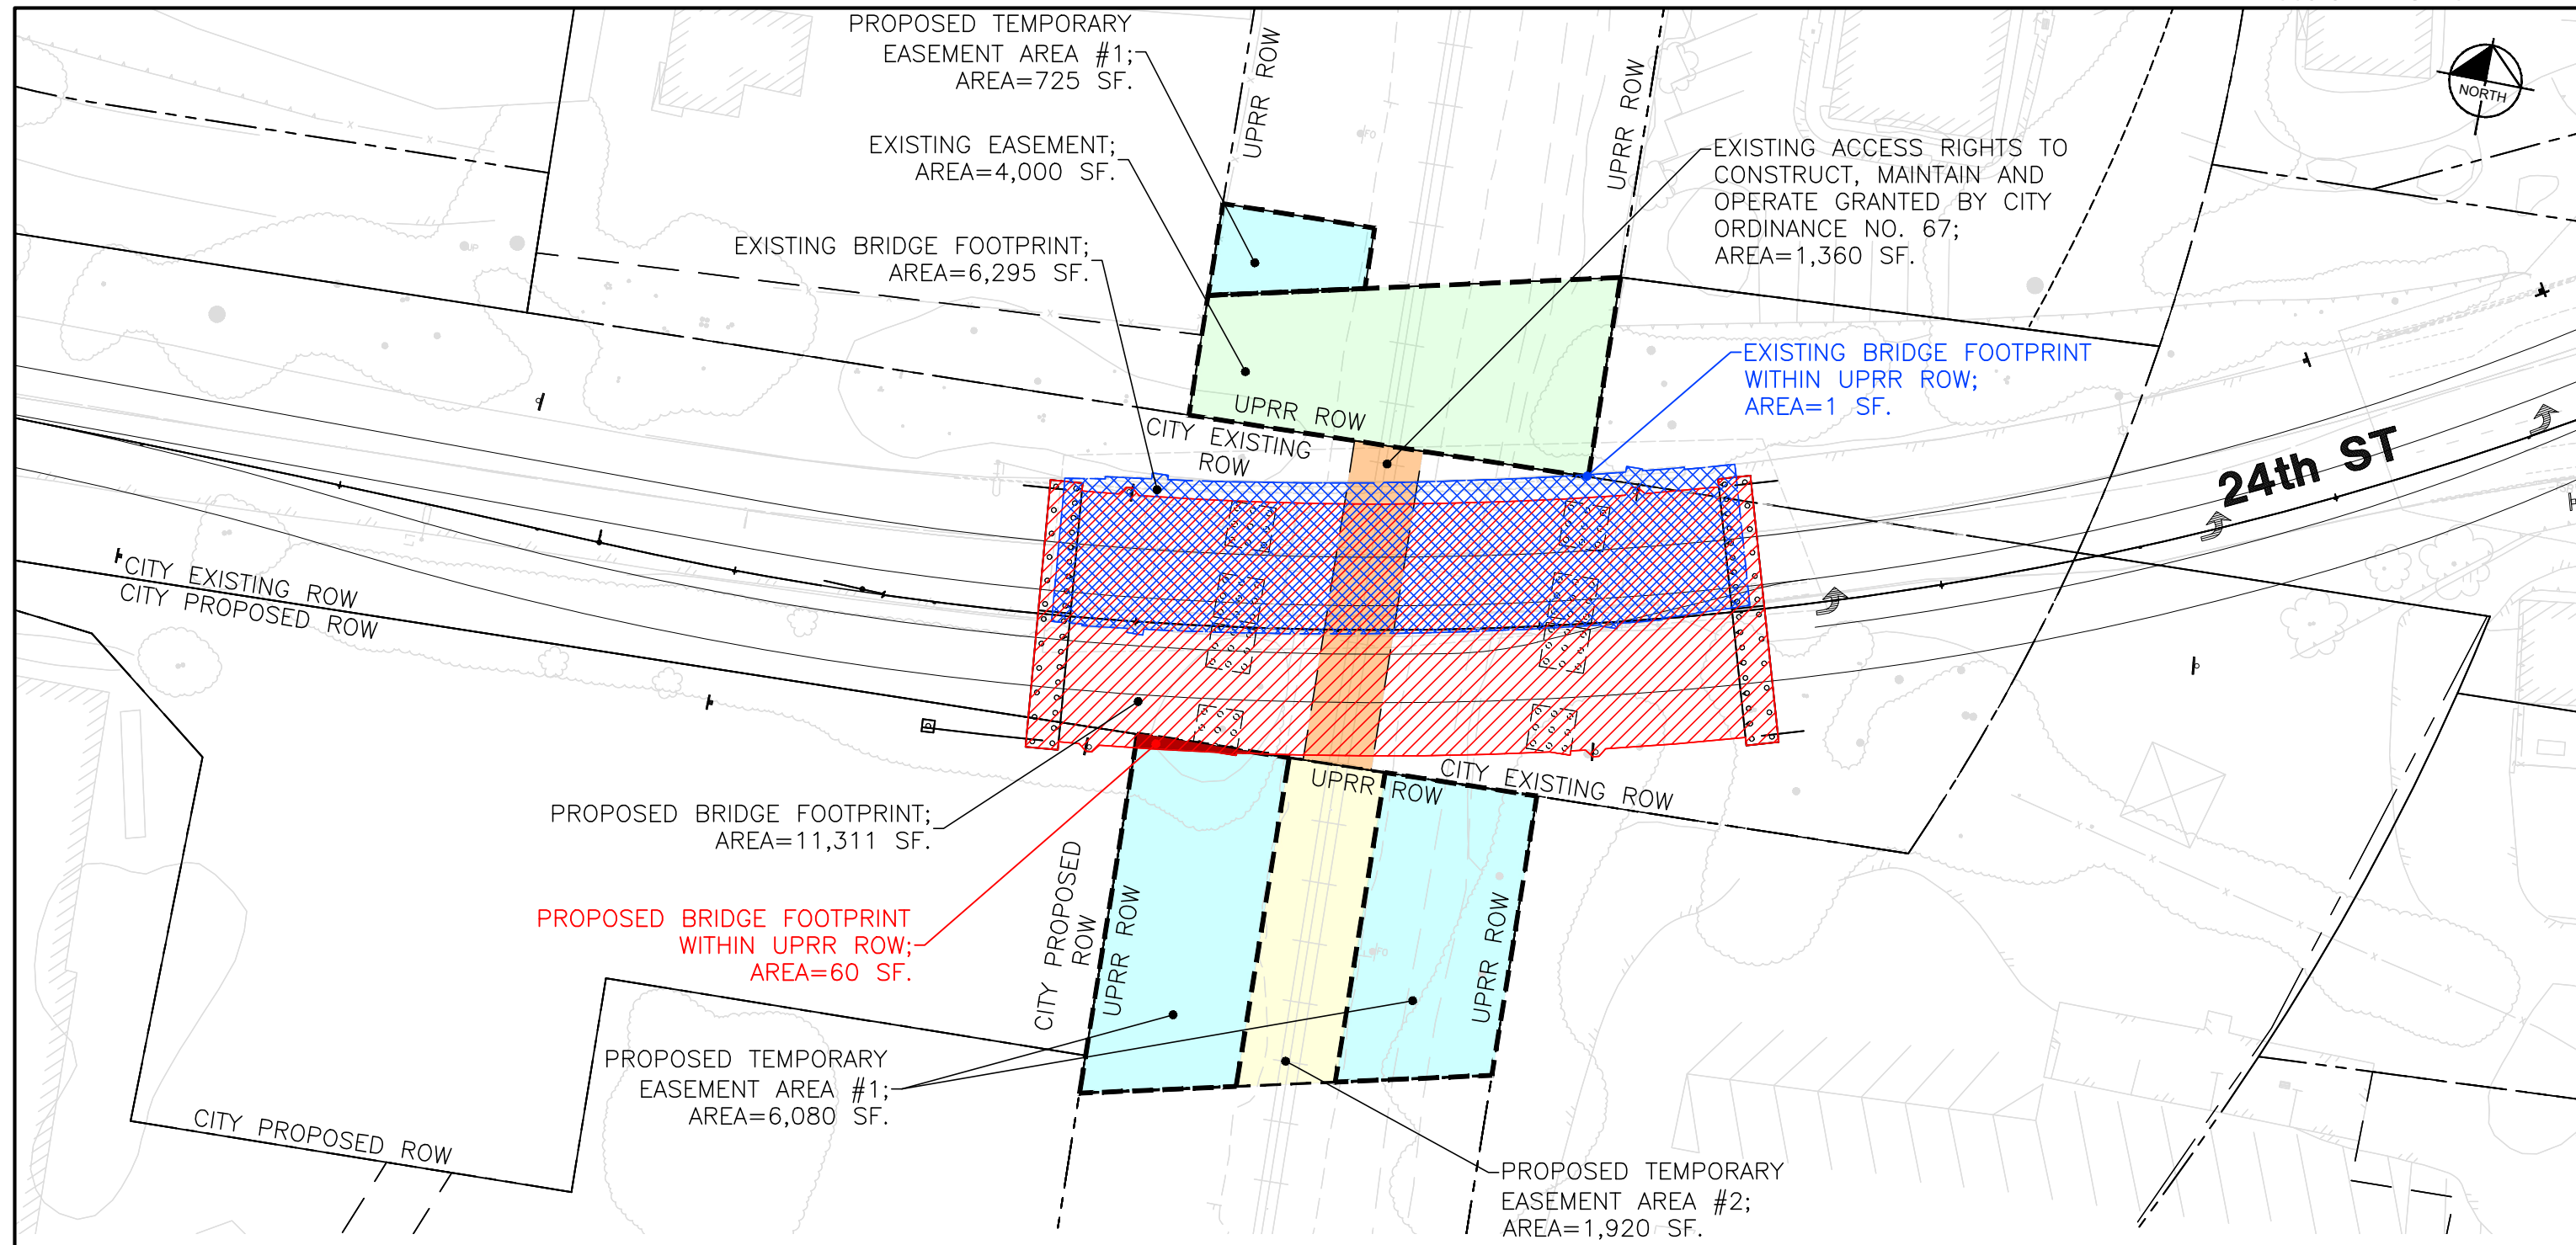 PROPOSED TEMPORARY
EASEMENT AREA #1;
AREA=725 SF.
EXISTING EASEMENT;
AREA=4,000 SF.
EXISTING BRIDGE FOOTPRINT;
AREA=6,295 SF.
UPRR ROW
UPRR ROW
EXISTING ACCESS RIGHTS TO
CONSTRUCT, MAINTAIN AND
OPERATE GRANTED BY CITY
ORDINANCE NO. 67;
AREA=1,360 SF.
NORTH
EXISTING BRIDGE FOOTPRINT
WITHIN UPRR ROW;
AREA=1 SF.
UPRR ROW
CITY EXISTING
ROW
24th ST
CITY EXISTING ROW
CITY PROPOSED ROW
UPRR ROW
CITY EXISTING ROW
PROPOSED BRIDGE FOOTPRINT;
AREA=11,311 SF.
PROPOSED BRIDGE FOOTPRINT
WITHIN UPRR ROW;
AREA=60 SF.
CITY PROPOSED
ROW
UPRR ROW
UPRR ROW
PROPOSED TEMPORARY
EASEMENT AREA #1;
AREA=6,080 SF.
CITY PROPOSED ROW
PROPOSED TEMPORARY
EASEMENT AREA #2;
AREA=1,920 SF.